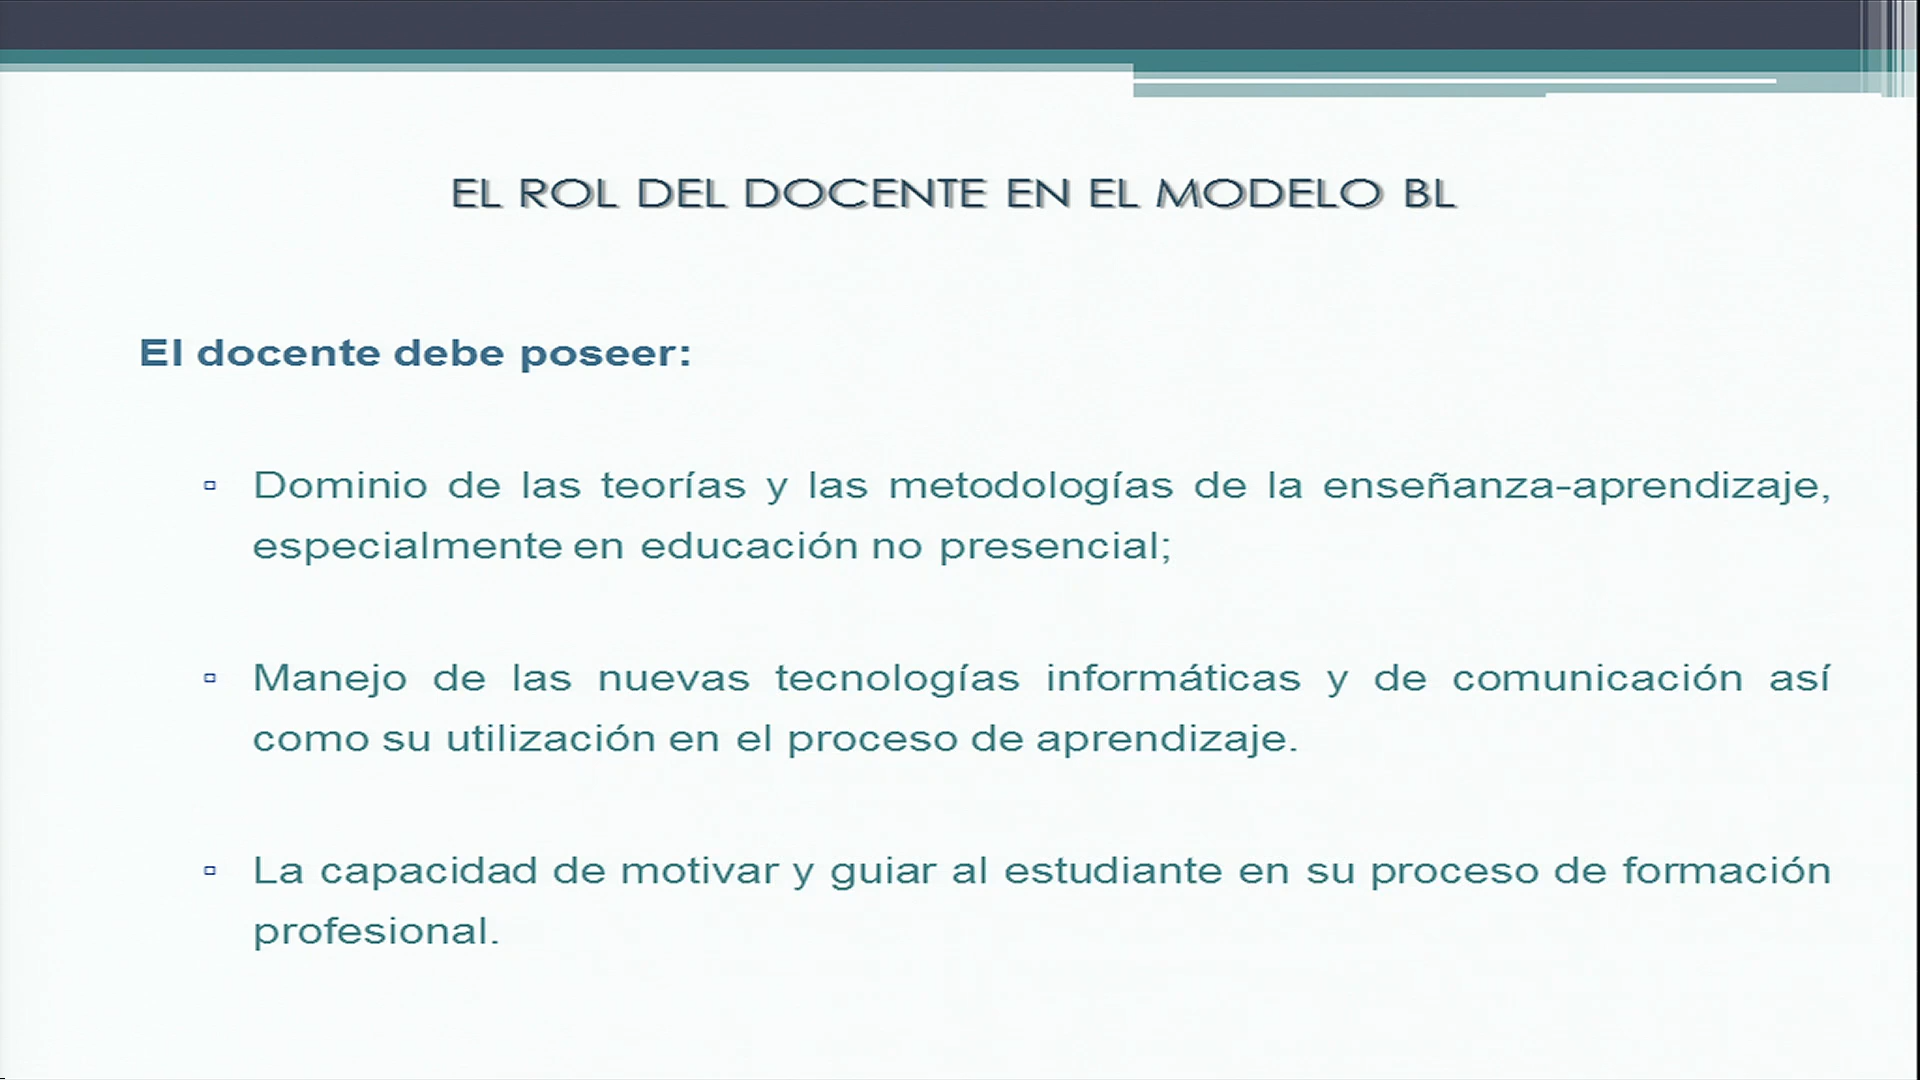 EL ROL DEL DOCENTE EN EL MODELO BL
El docente debe poseer:
▫ Dominio de las teorías y las metodologías de la enseñanza-aprendizaje,
especialmente en educación no presencial;
▫ Manejo de las nuevas tecnologías informáticas y de comunicación así
como su utilización en el proceso de aprendizaje.
▫ La capacidad de motivar y guiar al estudiante en su proceso de formación
profesional.